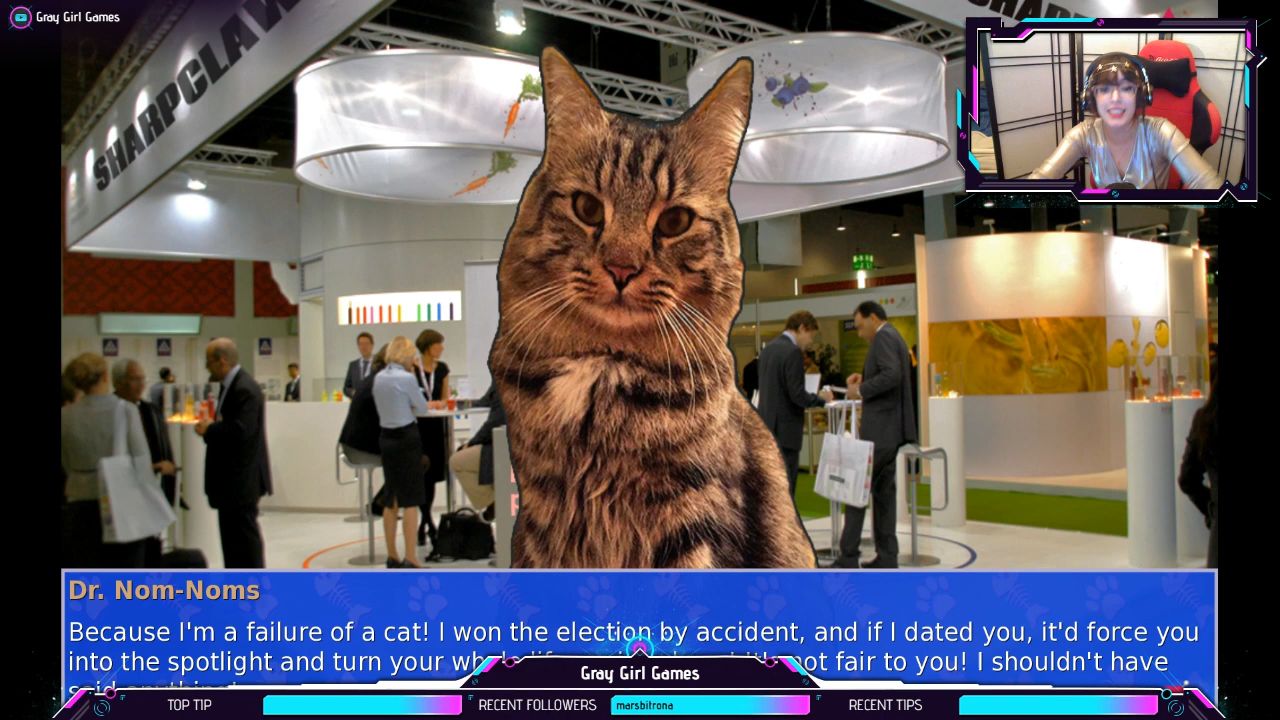 Gray Girl Games
SHARPCLAW
Dr. Nom-Noms
Because I'm a failure of a cat! I won the election by accident, and if I dated you, it'd force you
into the spotlight and turn your not fair to you! I shouldn't have
Gray Girl Games
TOP TIP
RECENT FOLLOWERS
marsbitrona
RECENT TIPS